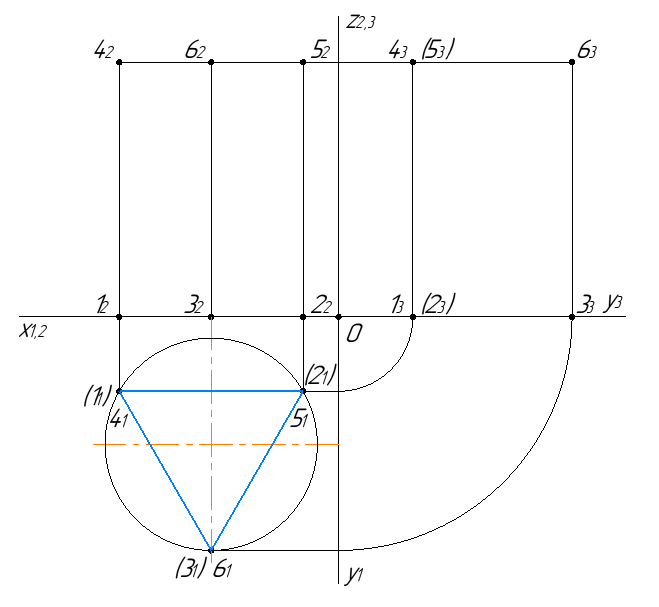 z2,3
42 62 52 43 (53) 63
12 32 22 13 (23) 33 y3
x1,2 0
(11) (21)
41 51
(31) 61 y1